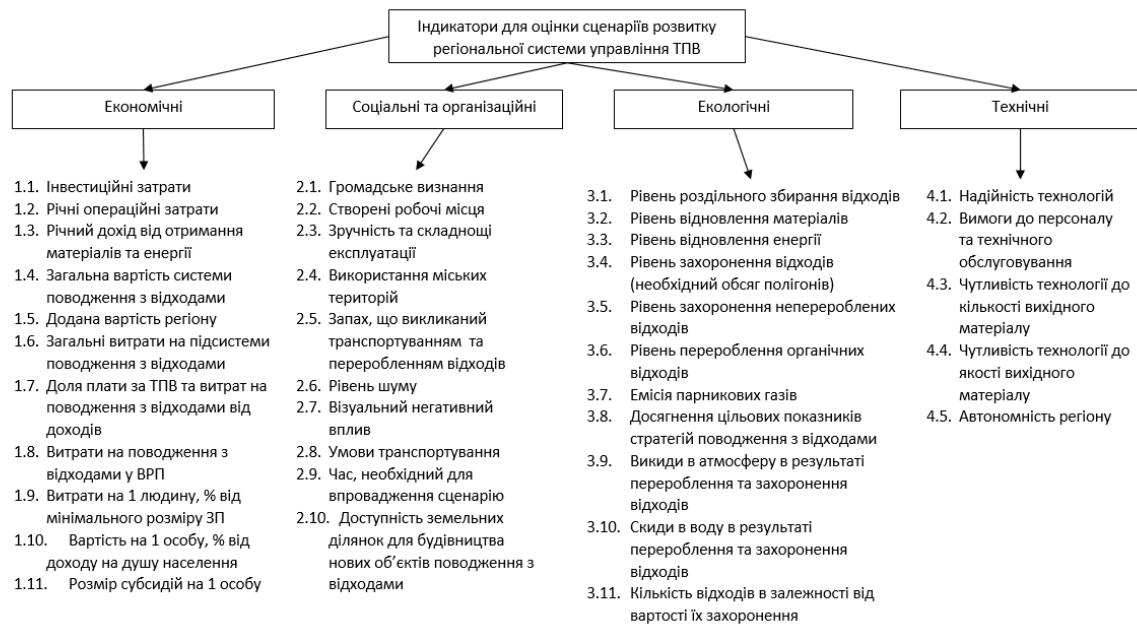 Індикатори для оцінки сценаріїв розвитку
регіональної системи управління ТПВ
Економічні
Соціальні та організаційні
Екологічні
Технічні
1.1. Інвестиційні затрати
1.2. Річні операційні затрати
1.3. Річний дохід від отримання
матеріалів та енергії
1.4. Загальна вартість системи
поводження з відходами
1.5. Додана вартість регіону
1.6. Загальні витрати на підсистеми
поводження з відходами
1.7. Доля плати за ТПВ та витрат на
поводження з відходами від
доходів
1.8. Витрати на поводження з
відходами у ВРП
1.9. Витрати на 1 людину, % від
мінімального розміру ЗП
1.10. Вартість на 1 особу, % від
доходу на душу населення
1.11. Розмір субсидій на 1 особу
2.1. Громадське визнання
2.2. Створені робочі місця
2.3. Зручність та складнощі
експлуатації
2.4. Використання міських
територій
2.5. Запах, що викликаний
транспортуванням та
переробленням відходів
2.6. Рівень шуму
2.7. Візуальний негативний
вплив
2.8. Умови транспортування
2.9. Час, необхідний для
впровадження сценарію
2.10. Доступність земельних
ділянок для будівництва
нових об’єктів поводження з
відходами
3.1. Рівень роздільного збирання відходів
3.2. Рівень відновлення матеріалів
3.3. Рівень відновлення енергії
3.4. Рівень захоронення відходів
(необхідний обсяг полігонів)
3.5. Рівень захоронення неперероблених
відходів
3.6. Рівень перероблення органічних
відходів
3.7. Емісія парникових газів
3.8. Досягнення цільових показників
стратегій поводження з відходами
3.9. Викиди в атмосферу в результаті
перероблення та захоронення
відходів
3.10. Скиди в воду в результаті
перероблення та захоронення
відходів
3.11. Кількість відходів в залежності від
вартості їх захоронення
4.1. Надійність технологій
4.2. Вимоги до персоналу
та технічного
обслуговування
4.3. Чутливість технології до
кількості вихідного
матеріалу
4.4. Чутливість технології до
якості вихідного
матеріалу
4.5. Автономність регіону